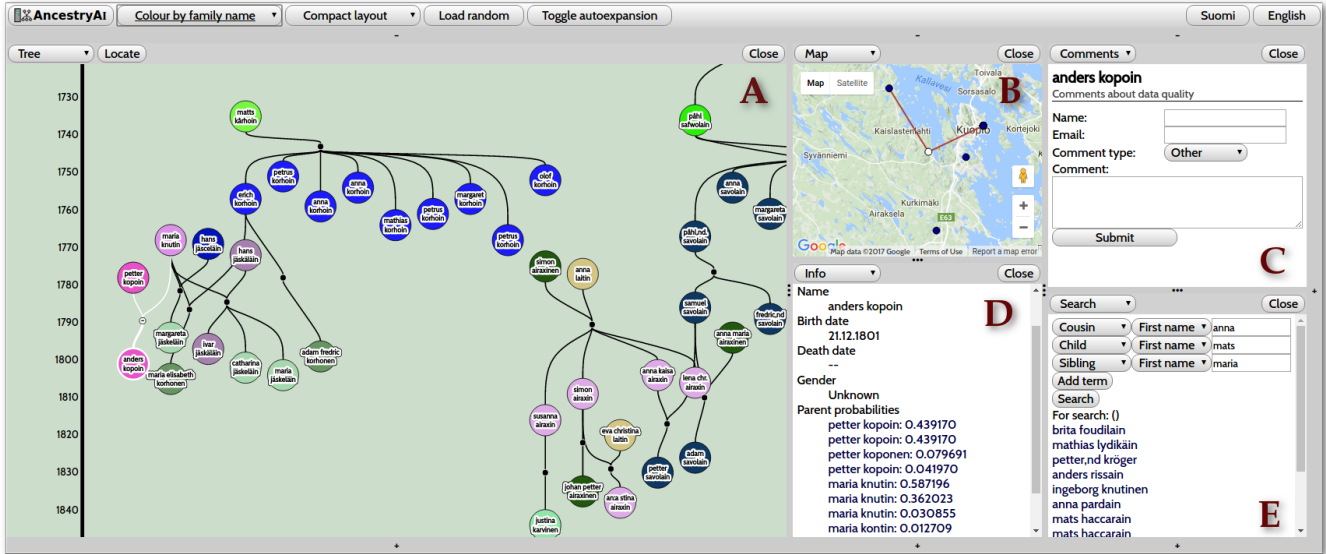 AncestryAI
Colour by family name
Compact layout
Load random
Toggle autoexpansion
Suomi
English
Tree
Locate
Close
A
1730
1740
1750
1760
1770
1780
1790
1800
1810
1820
1830
1840
matts
kårhoin
påhl
safwolain
petrus
korhoin
erich
korhoin
anna
korhoin
anna
korhoin
mathias
korhoin
petrus
korhoin
margaret
korhoin
petrus
korhoin
olof
korhoin
anna
savolain
margareta
savolain
påhl,nd.
savolain
maria
knutin
hans
jäsceläin
hans
jäskäläin
petter
kopoin
simon
airaxinen
anna
laitin
samuel
savolain
fredric,nd
savolain
margareta
jäskeläin
ivar
jäskäläin
anna maria
airaxinen
anders
kopoin
maria elisabeth
korhonen
catharina
jäskeläin
maria
jäskeläin
adam fredric
korhonen
anna kaisa
airaxin
lena chr.
airaxin
simon
airaxin
susanna
airaxin
eva christina
laitin
petter
savolain
adam
savolain
johan petter
airaxinen
anna stina
airaxin
justina
karvinen
Map
Close
Map
Satellite
B
Kallavesi
Toivala
Sorsasalo
Kaislastenlahti
Kuopio
Kortejoki
Syvänniemi
Kurkimäki
Airaksela
E63
Google
Map data ©2017 Google
Terms of Use
Report a map error
Info
Close
D
Name
anders kopoin
Birth date
21.12.1801
Death date
--
Gender
Unknown
Parent probabilities
petter kopoin: 0.439170
petter kopoin: 0.439170
petter koponen: 0.079691
petter kopoin: 0.041970
maria knutin: 0.587196
maria knutin: 0.362023
maria knutin: 0.030855
maria kontin: 0.012709
Comments
Close
anders kopoin
Comments about data quality
Name:
Email:
Comment type:
Other
Comment:
Submit
C
Search
Close
Cousin
First name
anna
Child
First name
mats
Sibling
First name
maria
Add term
Search
For search: ()
brita foudilain
mathias lydikäin
petter,nd kröger
anders rissain
ingeborg knutinen
anna pardain
mats haccarain
mats haccarain
E